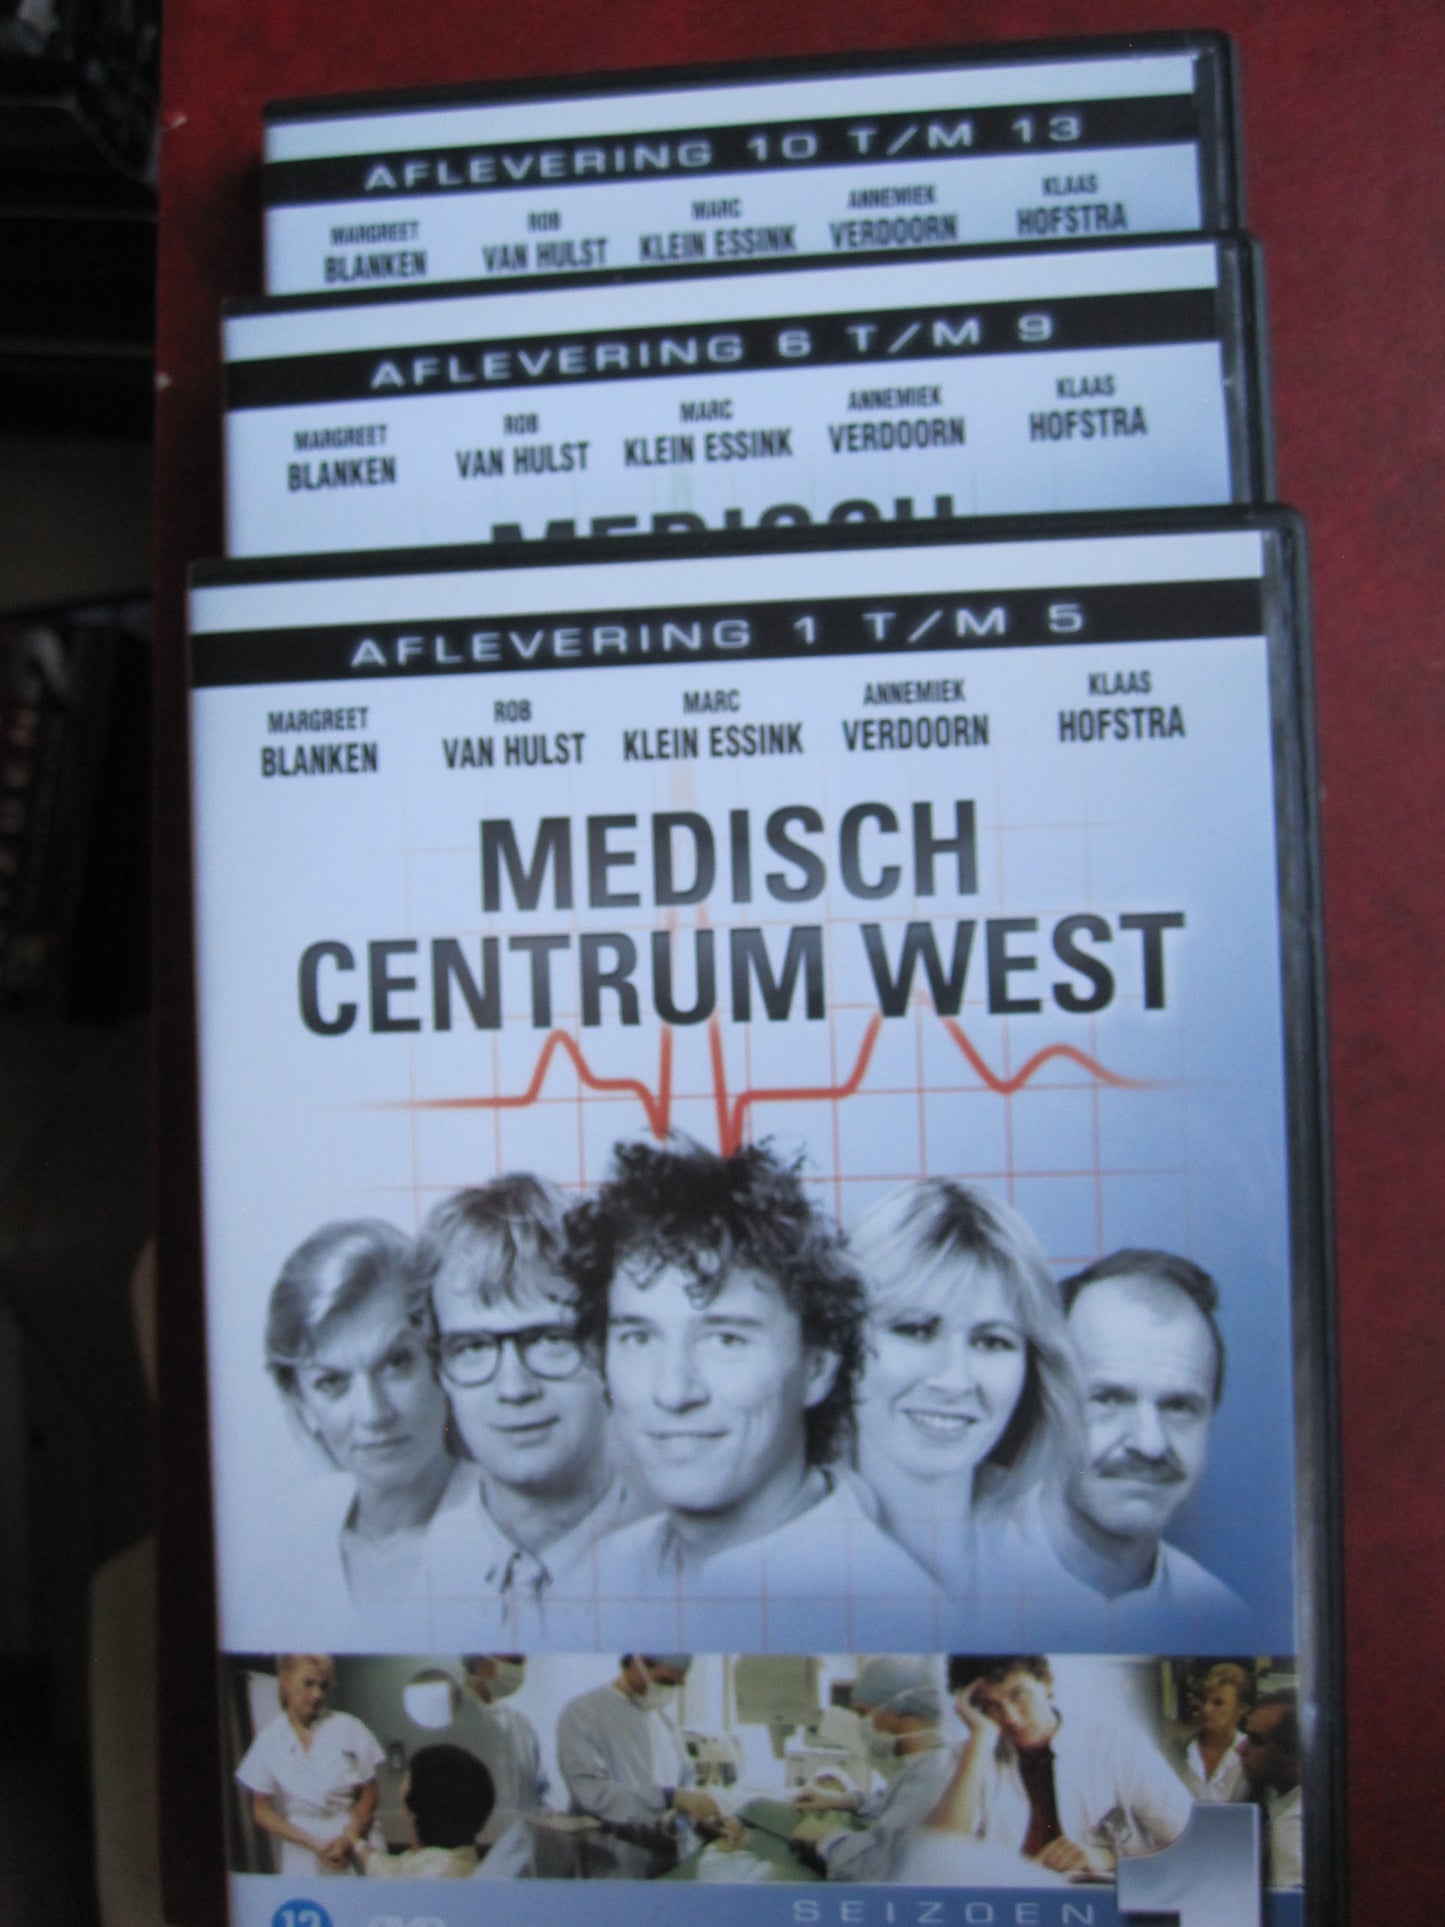 AFLEVERING 10 T/M 13
MARGREET ROB MARC ANNEMIEK KLAAS
BLANKEN VAN HULST KLEIN ESSINK VERDOORN HOFSTRA
AFLEVERING 6 T/M 9
MARGREET ROB MARC ANNEMIEK KLAAS
BLANKEN VAN HULST KLEIN ESSINK VERDOORN HOFSTRA
MEDISCH
AFLEVERING 1 T/M 5
MARGREET ROB MARC ANNEMIEK KLAAS
BLANKEN VAN HULST KLEIN ESSINK VERDOORN HOFSTRA
MEDISCH
CENTRUM WEST
12
SEIZOEN 1